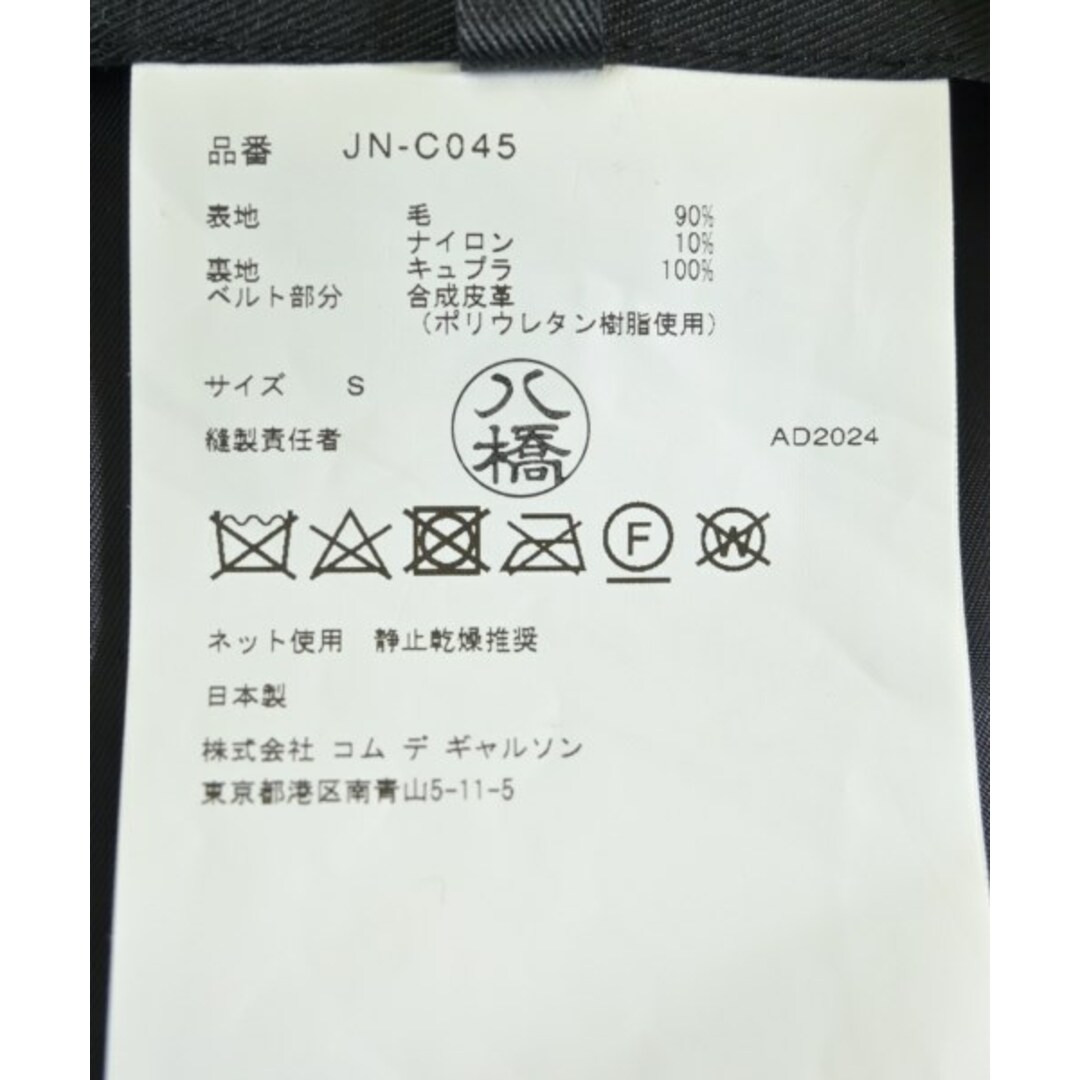 品番 JN-C045
表地 毛 90%
ナイロン 10%
裏地 キュプラ 100%
ベルト部分 合成皮革
(ポリウレタン樹脂使用)
サイズ S
八橋
縫製責任者 AD2024
F W
ネット使用 静止乾燥推奨
日本製
株式会社 コム デ ギャルソン
東京都港区南青山5-11-5